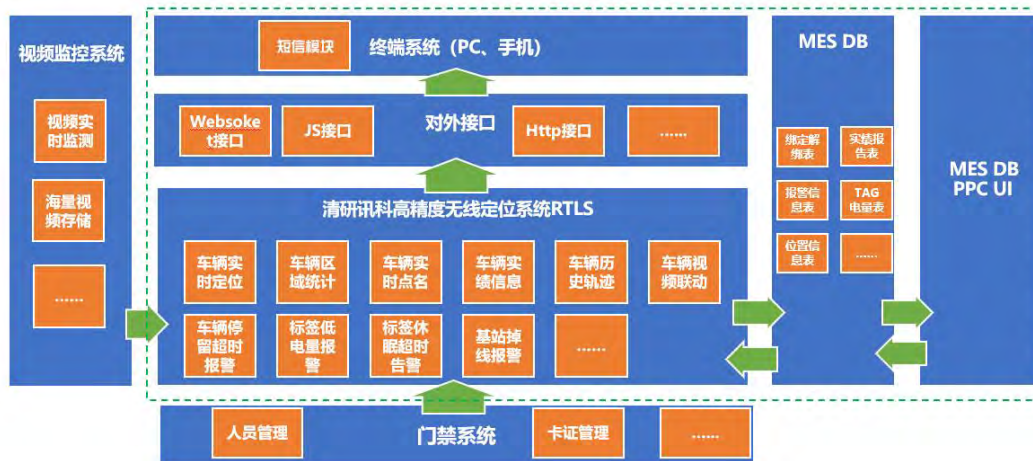 视频监控系统
视频实
时监测
海量视
频存储
……
短信模块
终端系统（PC、手机）
Websoke
t接口
JS接口
对外接口
Http接口
……
清研讯科高精度无线定位系统RTLS
车辆实
时定位
车辆区
域统计
车辆实
时点名
车辆实
绩信息
车辆历
史轨迹
车辆视
频联动
车辆停
留超时
报警
标签低
电量报
警
标签休
眠超时
告警
基站掉
线报警
……
人员管理
门禁系统
卡证管理
……
MES DB
绑定解
绑表
实绩报
告表
报警信
息表
TAG
电量表
位置信
息表
……
MES DB
PPC UI